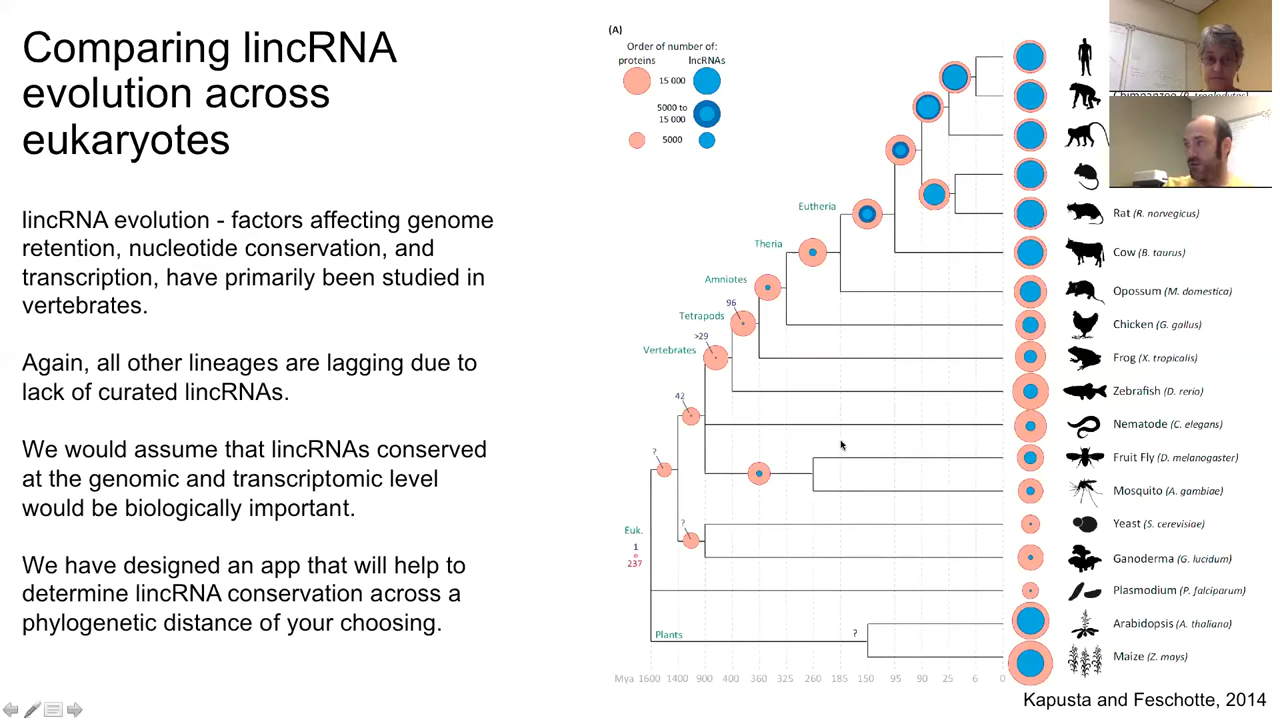 Comparing lincRNA
evolution across
eukaryotes
lincRNA evolution - factors affecting genome
retention, nucleotide conservation, and
transcription, have primarily been studied in
vertebrates.
Again, all other lineages are lagging due to
lack of curated lincRNAs.
We would assume that lincRNAs conserved
at the genomic and transcriptomic level
would be biologically important.
We have designed an app that will help to
determine lincRNA conservation across a
phylogenetic distance of your choosing.
(A)
Order of number of:
proteins lncRNAs
15 000
5000 to
15 000
5000
Eutheria
Theria
Amniotes
96
Tetrapods
>29
Vertebrates
42
?
?
Euk.
1
237
Plants
?
Rat (R. norvegicus)
Cow (B. taurus)
Opossum (M. domestica)
Chicken (G. gallus)
Frog (X. tropicalis)
Zebrafish (D. rerio)
Nematode (C. elegans)
Fruit Fly (D. melanogaster)
Mosquito (A. gambiae)
Yeast (S. cerevisiae)
Ganoderma (G. lucidum)
Plasmodium (P. falciparum)
Arabidopsis (A. thaliana)
Maize (Z. mays)
Mya 1600 1400 900 400 360 325 260 185 150 95 90 25 6 0
Kapusta and Feschotte, 2014